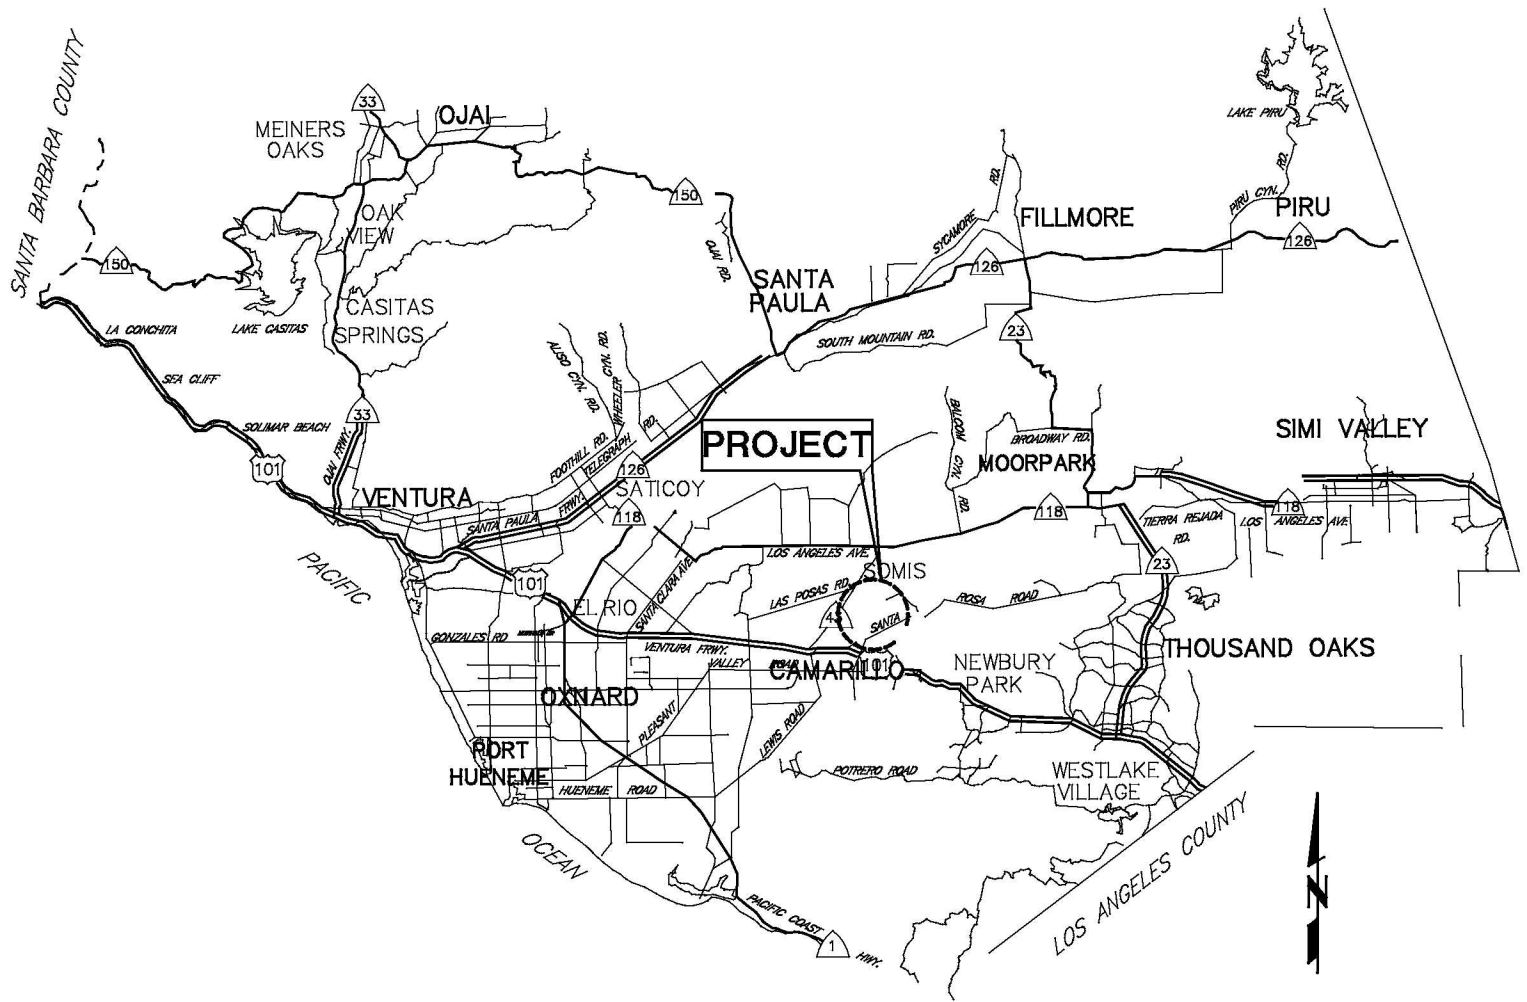 SANTA BARBARA COUNTY
33
OJAI
MEINERS
OAKS
LAKE PIRU
150
OAK
VIEW
OJAI RD.
SYCAMORE RD.
FILLMORE
PIRU CYN. RD.
PIRU
126
126
150
SANTA
PAULA
CASITAS
SPRINGS
LAKE CASITAS
LA CONCHITA
SOUTH MOUNTAIN RD.
23
SEA CLIFF
ALISO CYN. RD.
WHEELER CYN. RD.
33
SOLIMAR BEACH
OJAI FRWY.
101
FOOTHILL RD.
TELEGRAPH RD.
126
PROJECT
BALCOM CYN. RD.
BROADWAY RD.
MOORPARK
SIMI VALLEY
VENTURA
SATICOY
118
SANTA PAULA FRWY.
118
118
TIERRA REJADA
RD.
LOS ANGELES AVE
LOS ANGELES AVE.
PACIFIC
101
SANTA CLARA AVE.
SOMIS
23
EL RIO
LAS POSAS RD.
SANTA
ROSA ROAD
GONZALES RD
VENTURA FRWY.
THOUSAND OAKS
PLEASANT
VALLEY
ROAD
CAMARILLO
101
NEWBURY
PARK
OXNARD
LEWIS ROAD
PORT
HUENEME
POTRERO ROAD
WESTLAKE
VILLAGE
HUENEME ROAD
OCEAN
PACIFIC COAST
HWY.
1
LOS ANGELES COUNTY
N